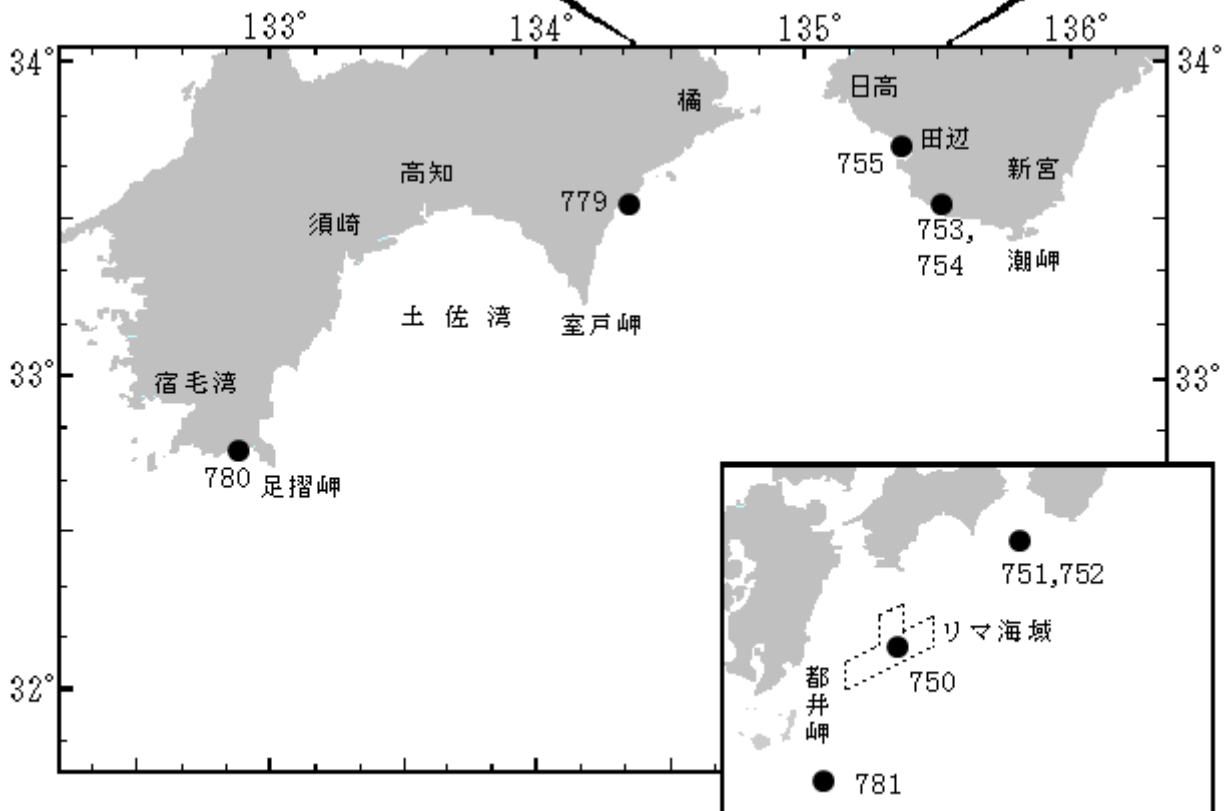 133°
134°
135°
136°
34°
34°
日高
橘
田辺
755
新宮
高知
779
須崎
753,
754
潮岬
土佐湾
室戸岬
33°
33°
宿毛湾
780
足摺岬
751,752
リマ海域
750
都井岬
32°
781